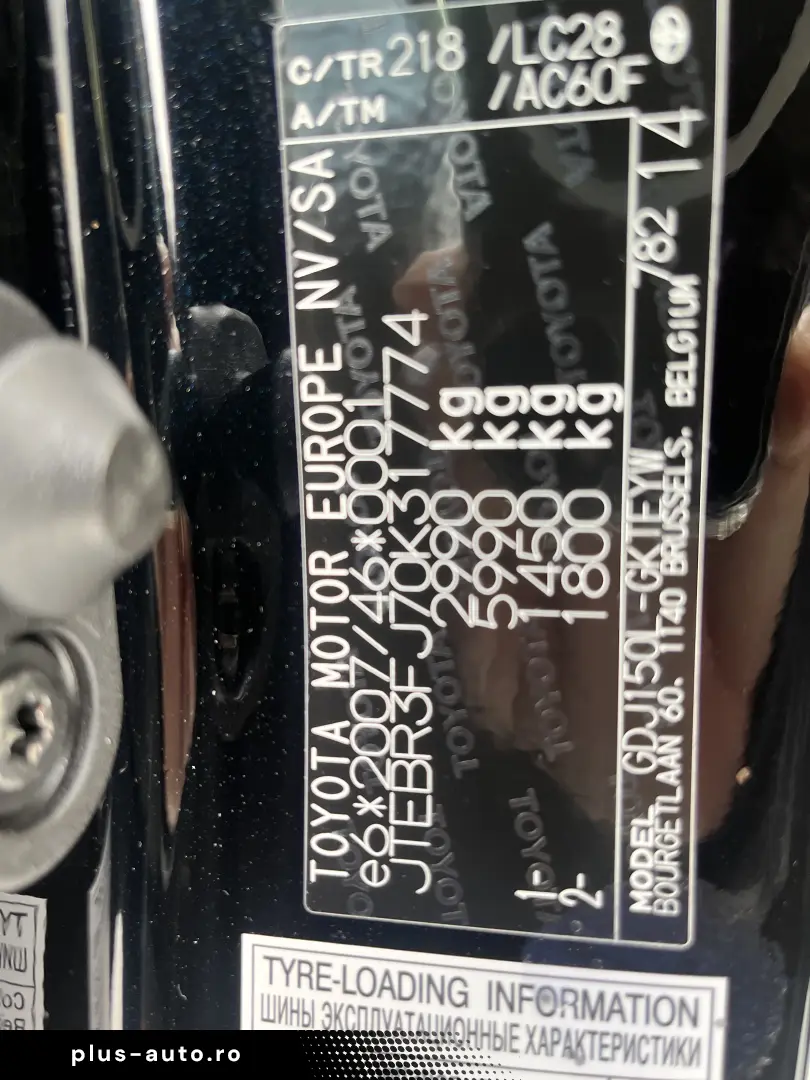 TOYOTA MOTOR EUROPE NV/SA
e6*2007/46*0001
JTEBR3FJ70K317774
2990 kg
5990 kg
1- 1450 kg
2- 1800 kg
MODEL GDJ150L-GKTEYW 782 14
BOURGETLAAN 60. 1140 BRUSSELS. BELGIUM
C/TR 218 /LC28
A/TM /AC60F
TYRE-LOADING INFORMATION
ШИНЫ ЭКСПЛУАТАЦИОННЫЕ ХАРАКТЕРИСТИКИ
plus-auto.ro